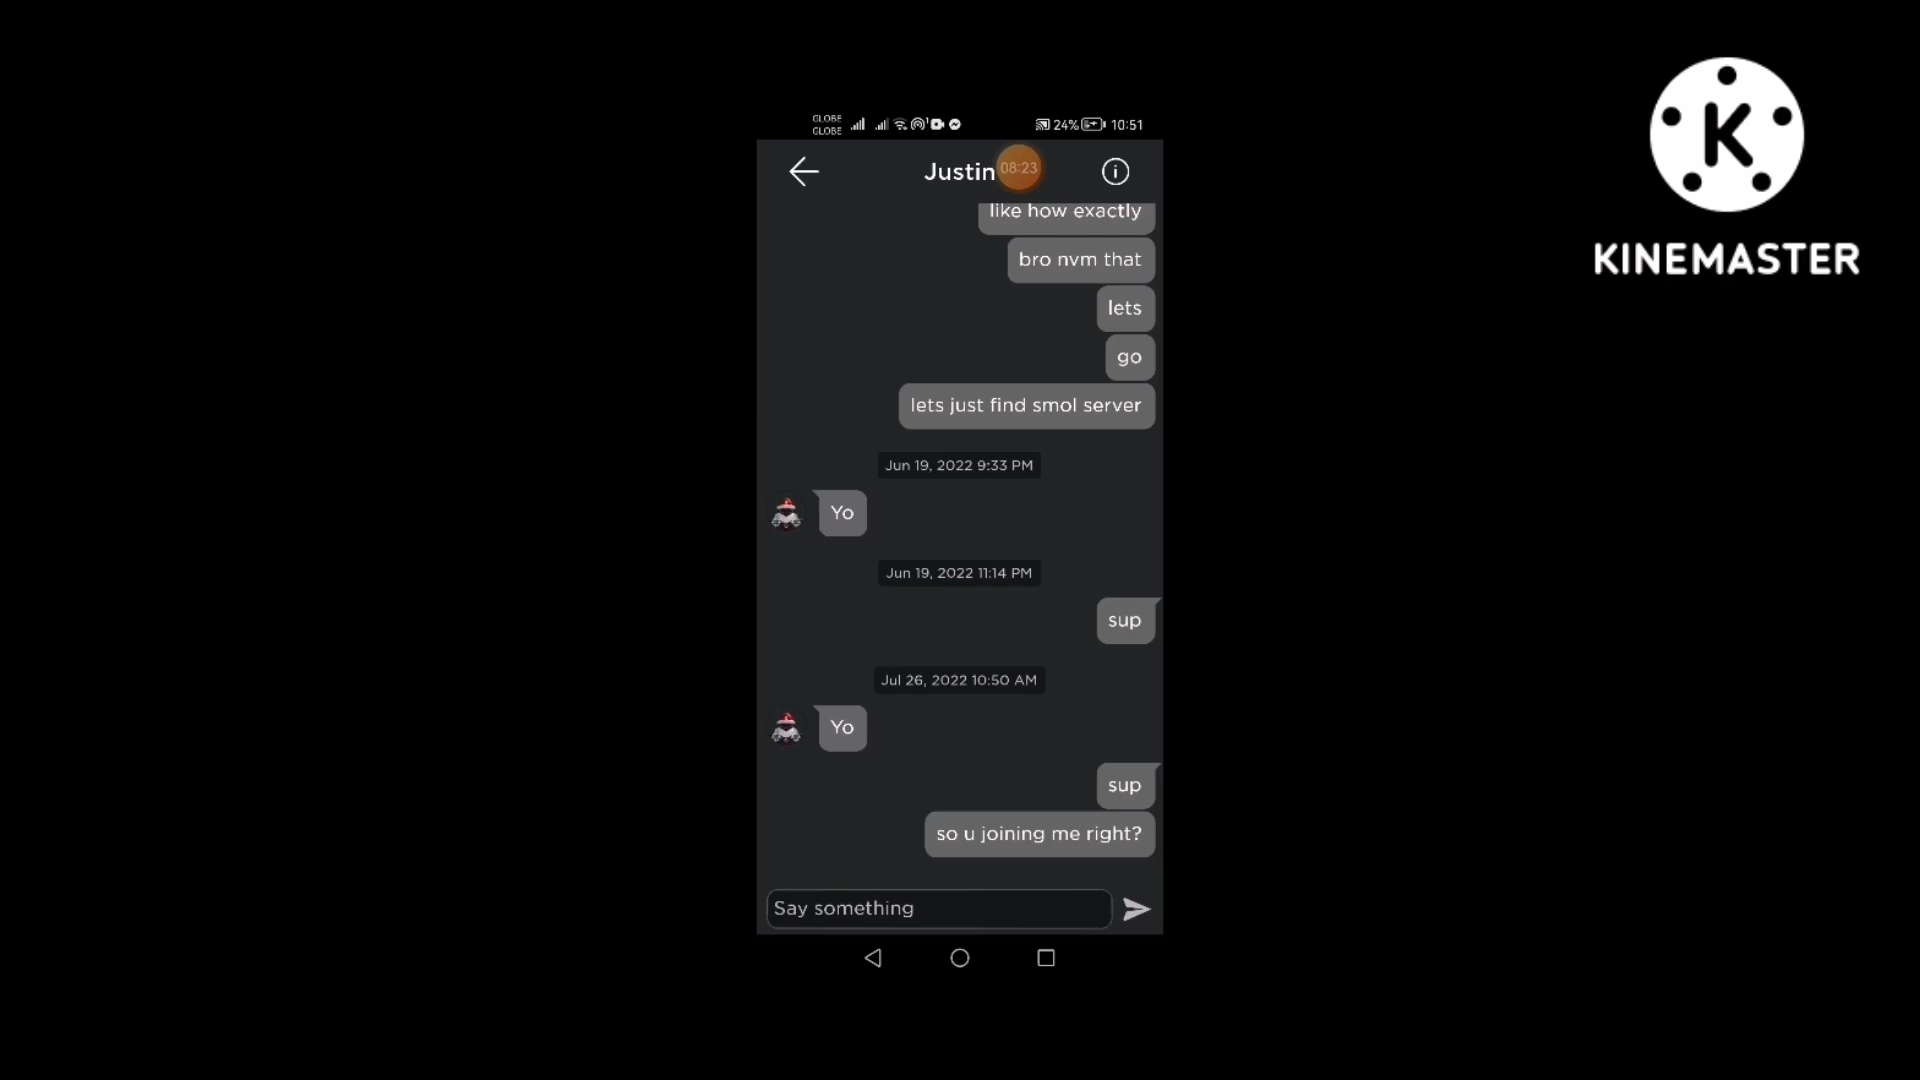 GLOBE
GLOBE
24% 10:51
Justin 08:23
like how exactly
bro nvm that
lets
go
lets just find smol server
Jun 19, 2022 9:33 PM
Yo
Jun 19, 2022 11:14 PM
sup
Jul 26, 2022 10:50 AM
Yo
sup
so u joining me right?
Say something
K
KINEMASTER